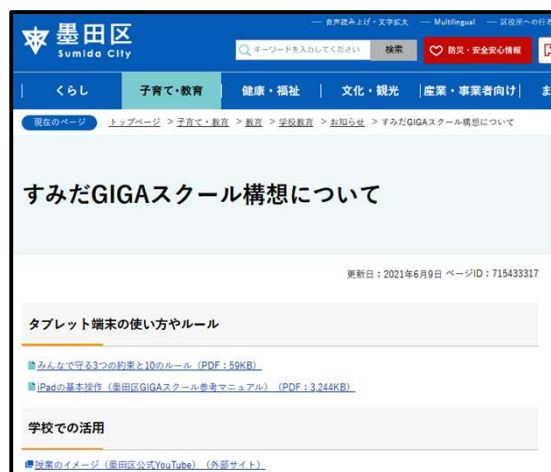 音声読み上げ・文字拡大 Multilingual 区役所への行き
墨田区
Sumida City
キーワードを入力してください 検索 防災・安全安心情報
くらし 子育て・教育 健康・福祉 文化・観光 産業・事業者向け ま
現在のページ トップページ > 子育て・教育 > 教育 > 学校教育 > お知らせ > すみだGIGAスクール構想について
すみだGIGAスクール構想について
更新日：2021年6月9日 ページID：715433317
タブレット端末の使い方やルール
みんなで守る3つの約束と10のルール（PDF：59KB）
iPadの基本操作（墨田区GIGAスクール参考マニュアル）（PDF：3,244KB）
学校での活用
授業のイメージ（墨田区公式YouTube）（外部サイト）